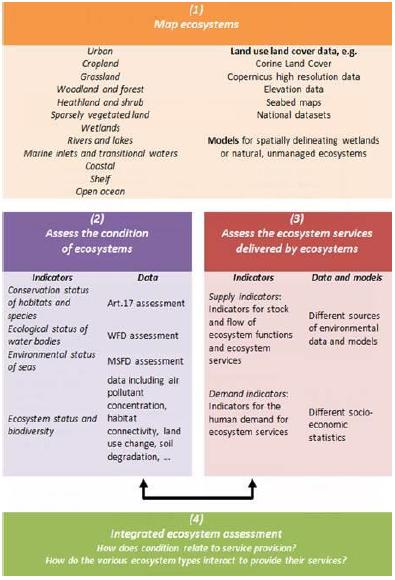 (1)
Map ecosystems
Urban
Cropland
Grassland
Woodland and forest
Heathland and shrub
Sparsely vegetated land
Wetlands
Rivers and lakes
Marine inlets and transitional waters
Coastal
Shelf
Open ocean
Land use land cover data, e.g.
Corine Land Cover
Copernicus high resolution data
Elevation data
Seabed maps
National datasets
Models for spatially delineating wetlands
or natural, unmanaged ecosystems
(2)
Assess the condition
of ecosystems
Indicators
Data
Conservation status
of habitats and
species
Art.17 assessment
Ecological status of
water bodies
WFD assessment
Environmental status
of seas
MSFD assessment
Ecosystem status and
biodiversity
data including air
pollutant
concentration,
habitat
connectivity, land
use change, soil
degradation, ...
(3)
Assess the ecosystem services
delivered by ecosystems
Indicators
Data and models
Supply indicators:
Indicators for stock
and flow of
ecosystem functions
and ecosystem
services
Different sources
of environmental
data and models
Demand indicators:
Indicators for the
human demand for
ecosystem services
Different socio-
economic
statistics
(4)
Integrated ecosystem assessment
How does condition relate to service provision?
How do the various ecosystem types interact to provide their services?